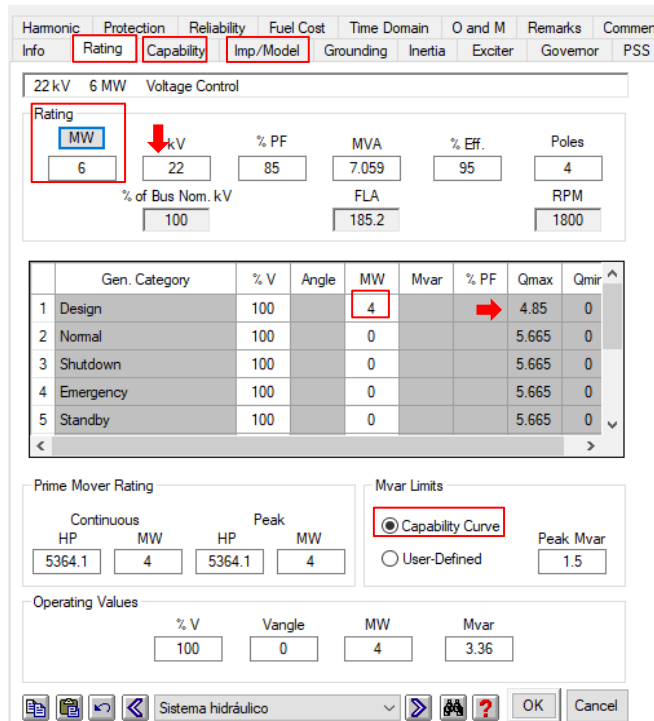 Harmonic Protection Reliability Fuel Cost Time Domain O and M Remarks Commen
Info Rating Capability Imp/Model Grounding Inertia Exciter Governor PSS
22 kV 6 MW Voltage Control
Rating
MW kV % PF MVA % Eff. Poles
6 22 85 7.059 95 4
% of Bus Nom. kV FLA RPM
100 185.2 1800
Gen. Category % V Angle MW Mvar % PF Qmax Qmin
1 Design 100 4 4.85 0
2 Normal 100 0 5.665 0
3 Shutdown 100 0 5.665 0
4 Emergency 100 0 5.665 0
5 Standby 100 0 5.665 0
Prime Mover Rating Mvar Limits
Continuous Peak
HP MW HP MW
5364.1 4 5364.1 4
Capability Curve
User-Defined
Peak Mvar
1.5
Operating Values
% V Vangle MW Mvar
100 0 4 3.36
Sistema hidráulico ? OK Cancel